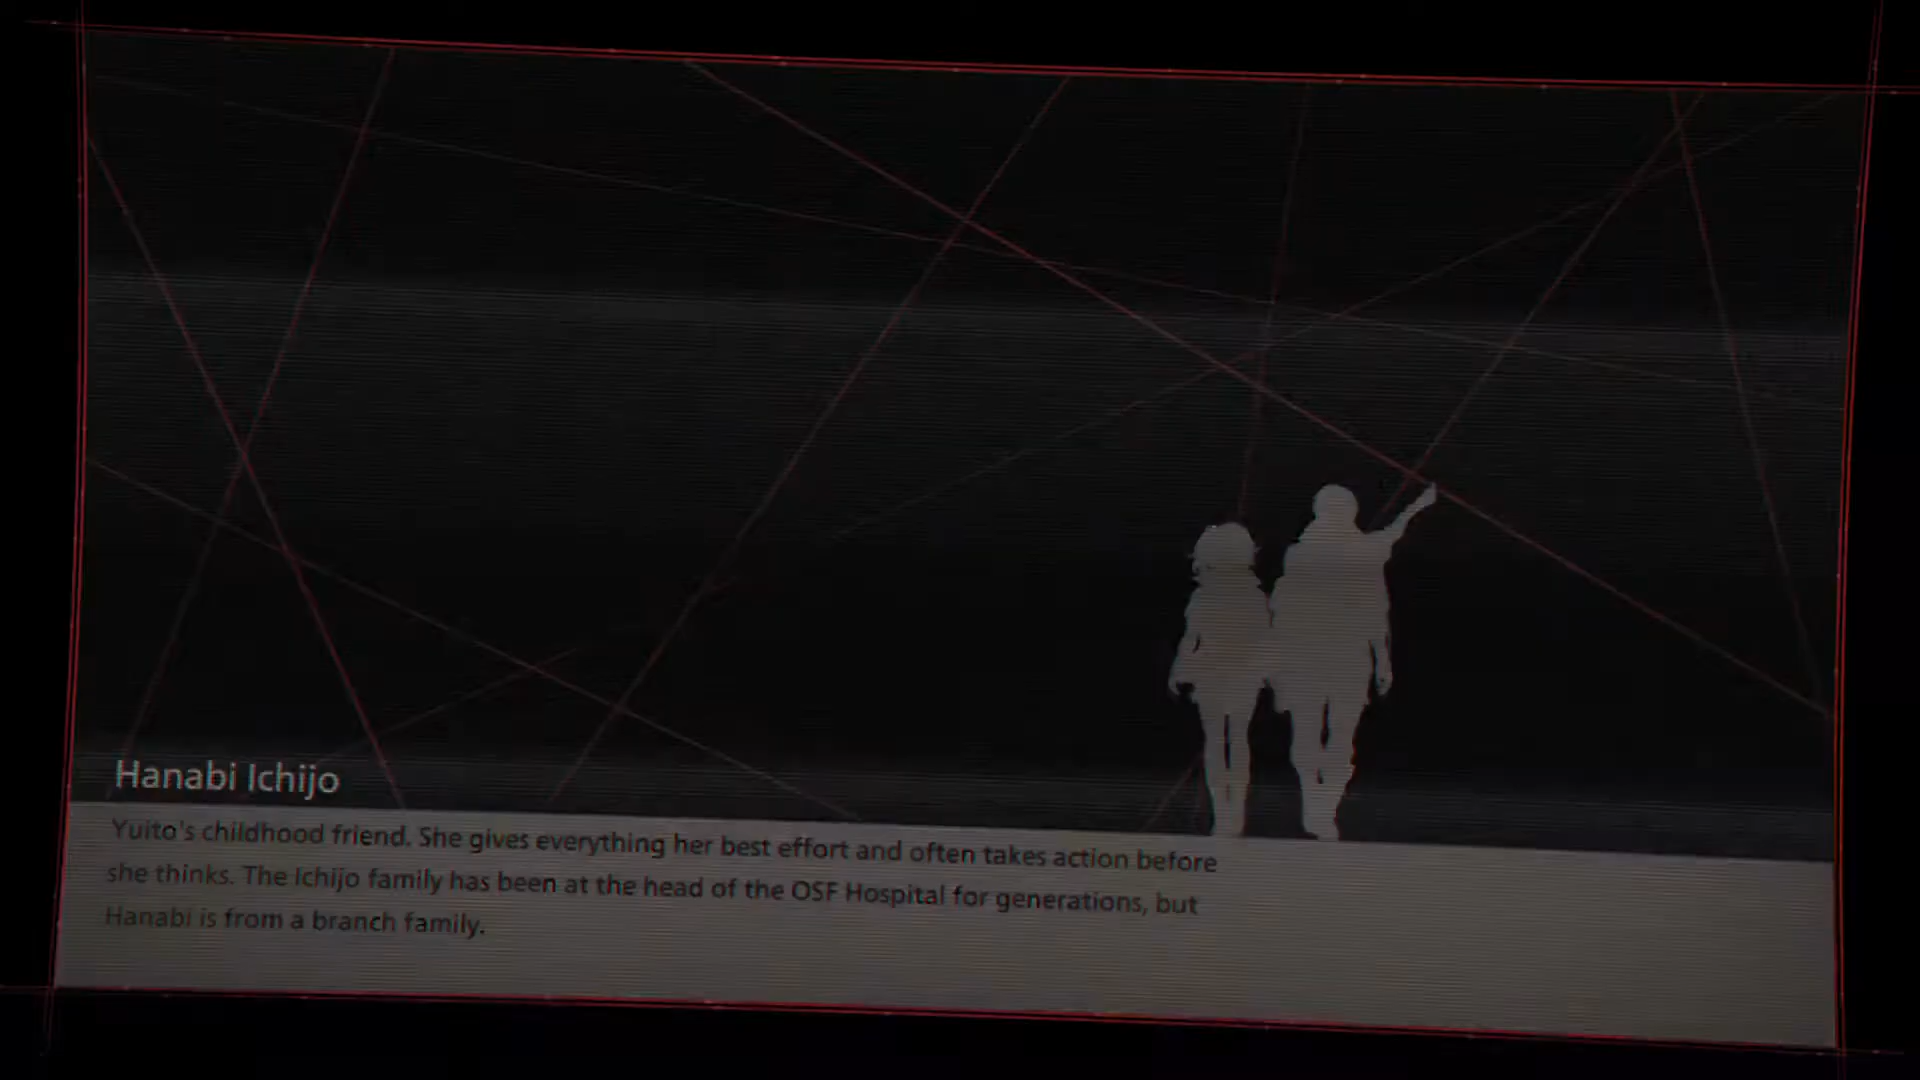 Hanabi Ichijo
Yuito's childhood friend. She gives everything her best effort and often takes action before
she thinks. The Ichijo family has been at the head of the OSF Hospital for generations, but
Hanabi is from a branch family.